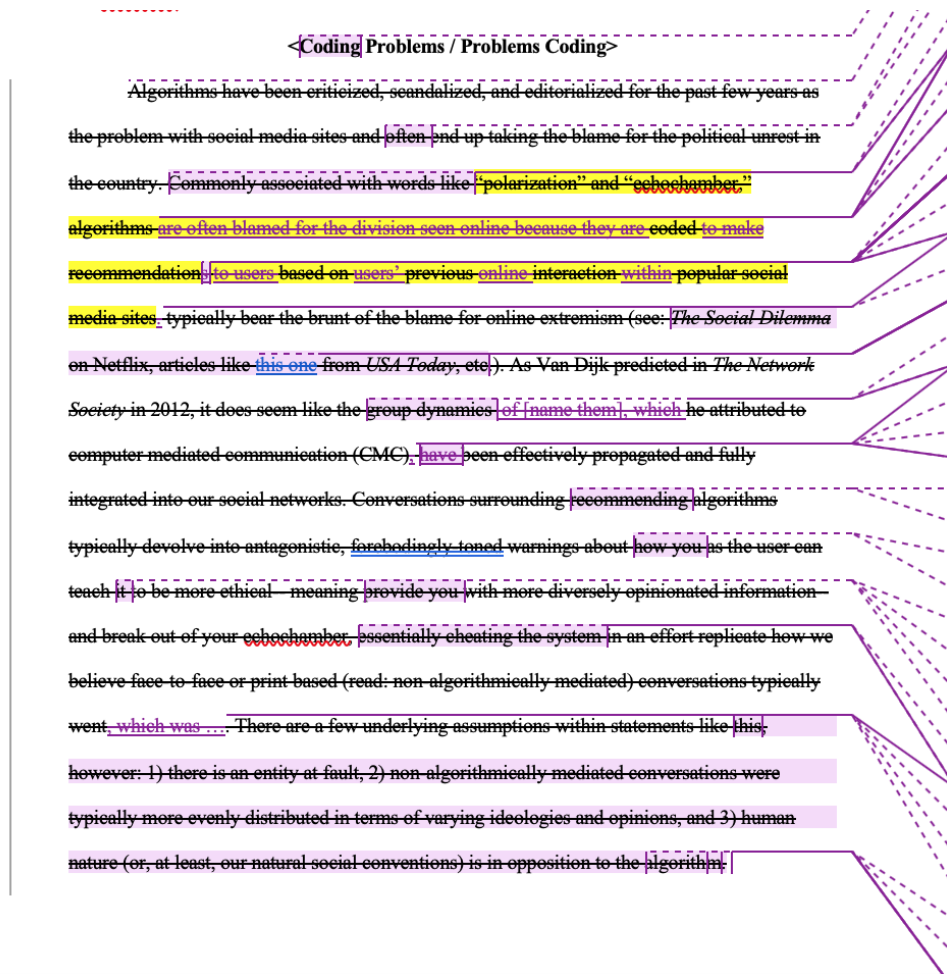 <Coding Problems / Problems Coding>
Algorithms have been criticized, scandalized, and editorialized for the past few years as
the problem with social media sites and often end up taking the blame for the political unrest in
the country. Commonly associated with words like “polarization” and “echochamber,”
algorithms are often blamed for the division seen online because they are coded to make
recommendations to users based on users’ previous online interaction within popular social
media sites. typically bear the brunt of the blame for online extremism (see: The Social Dilemma
on Netflix, articles like this one from USA Today, etc.). As Van Dijk predicted in The Network
Society in 2012, it does seem like the group dynamics of [name them], which he attributed to
computer mediated communication (CMC), have been effectively propagated and fully
integrated into our social networks. Conversations surrounding recommending algorithms
typically devolve into antagonistic, forebodingly-toned warnings about how you as the user can
teach it to be more ethical—meaning provide you with more diversely opinionated information—
and break out of your echochamber, essentially cheating the system in an effort replicate how we
believe face-to-face or print based (read: non-algorithmically mediated) conversations typically
went, which was …. There are a few underlying assumptions within statements like this,
however: 1) there is an entity at fault, 2) non-algorithmically mediated conversations were
typically more evenly distributed in terms of varying ideologies and opinions, and 3) human
nature (or, at least, our natural social conventions) is in opposition to the algorithm.